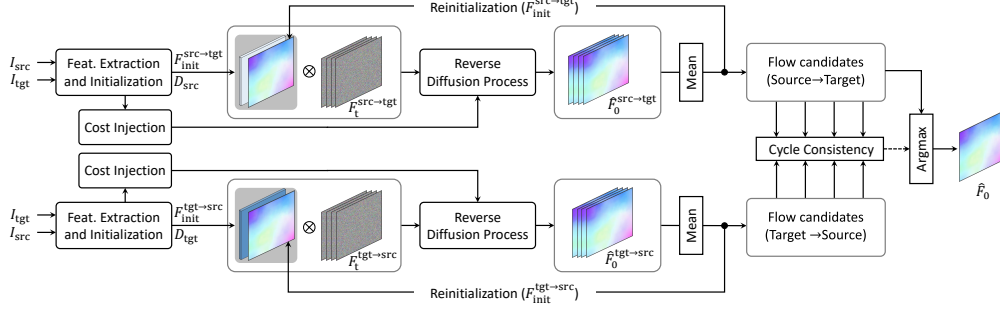 Reinitialization (F_init^src→tgt)
I_src
I_tgt
Feat. Extraction
and Initialization
F_init^src→tgt
D_src
⊗
F_t^src→tgt
Reverse
Diffusion Process
F̂_0^src→tgt
Mean
Flow candidates
(Source→Target)
Cost Injection
Cycle Consistency
Argmax
F̂_0
Cost Injection
I_tgt
I_src
Feat. Extraction
and Initialization
F_init^tgt→src
D_tgt
⊗
F_t^tgt→src
Reverse
Diffusion Process
F̂_0^tgt→src
Mean
Flow candidates
(Target →Source)
Reinitialization (F_init^tgt→src)